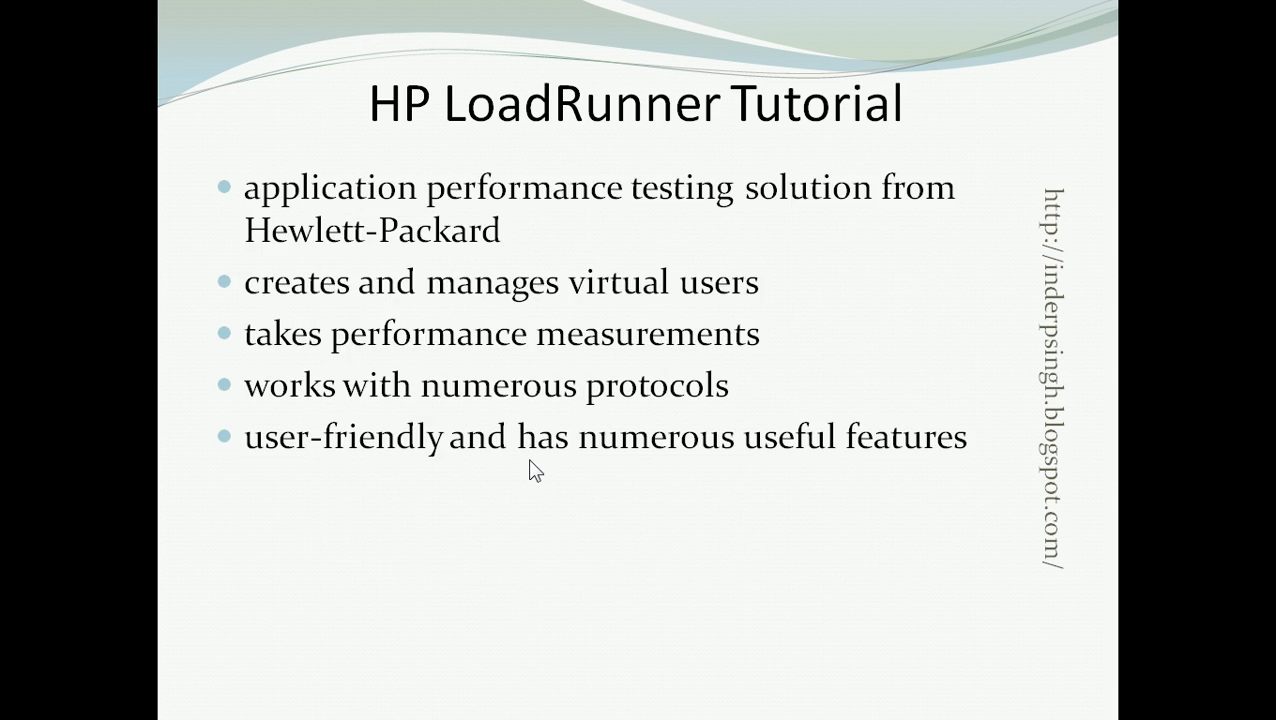 HP LoadRunner Tutorial
application performance testing solution from
Hewlett-Packard
creates and manages virtual users
takes performance measurements
works with numerous protocols
user-friendly and has numerous useful features
http://inderpsingh.blogspot.com/